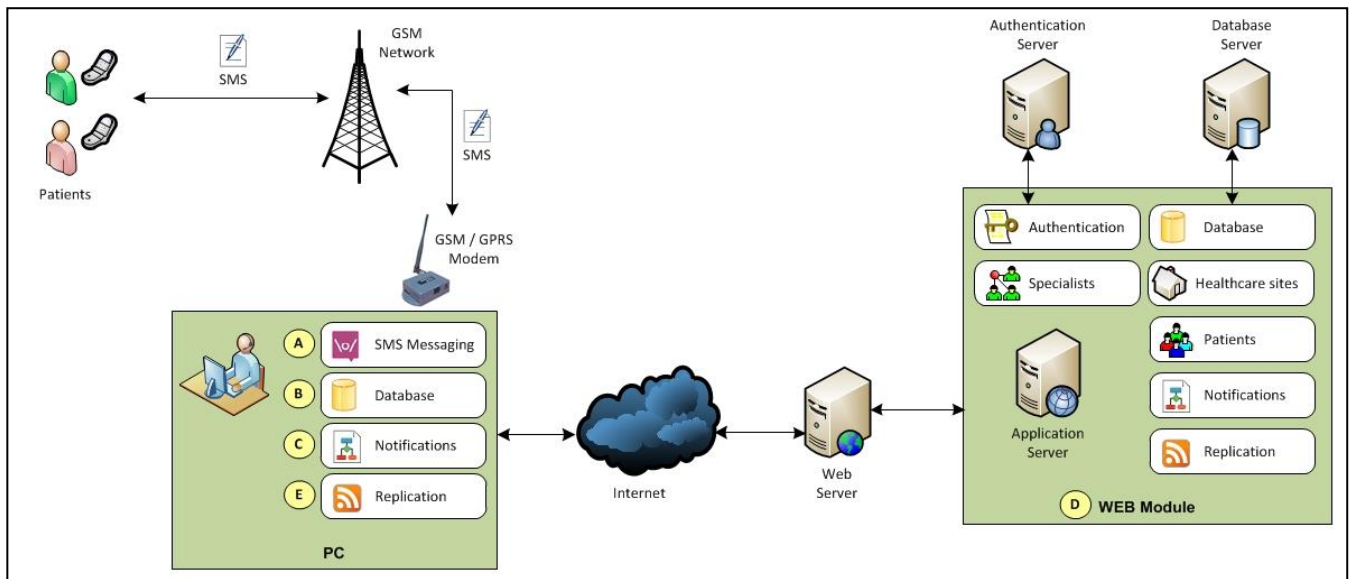 GSM
Network
SMS
SMS
Patients
GSM / GPRS
Modem
A
SMS Messaging
B
Database
C
Notifications
E
Replication
PC
Internet
Web
Server
Authentication
Server
Database
Server
Authentication
Database
Specialists
Healthcare sites
Patients
Notifications
Replication
Application
Server
D
WEB Module